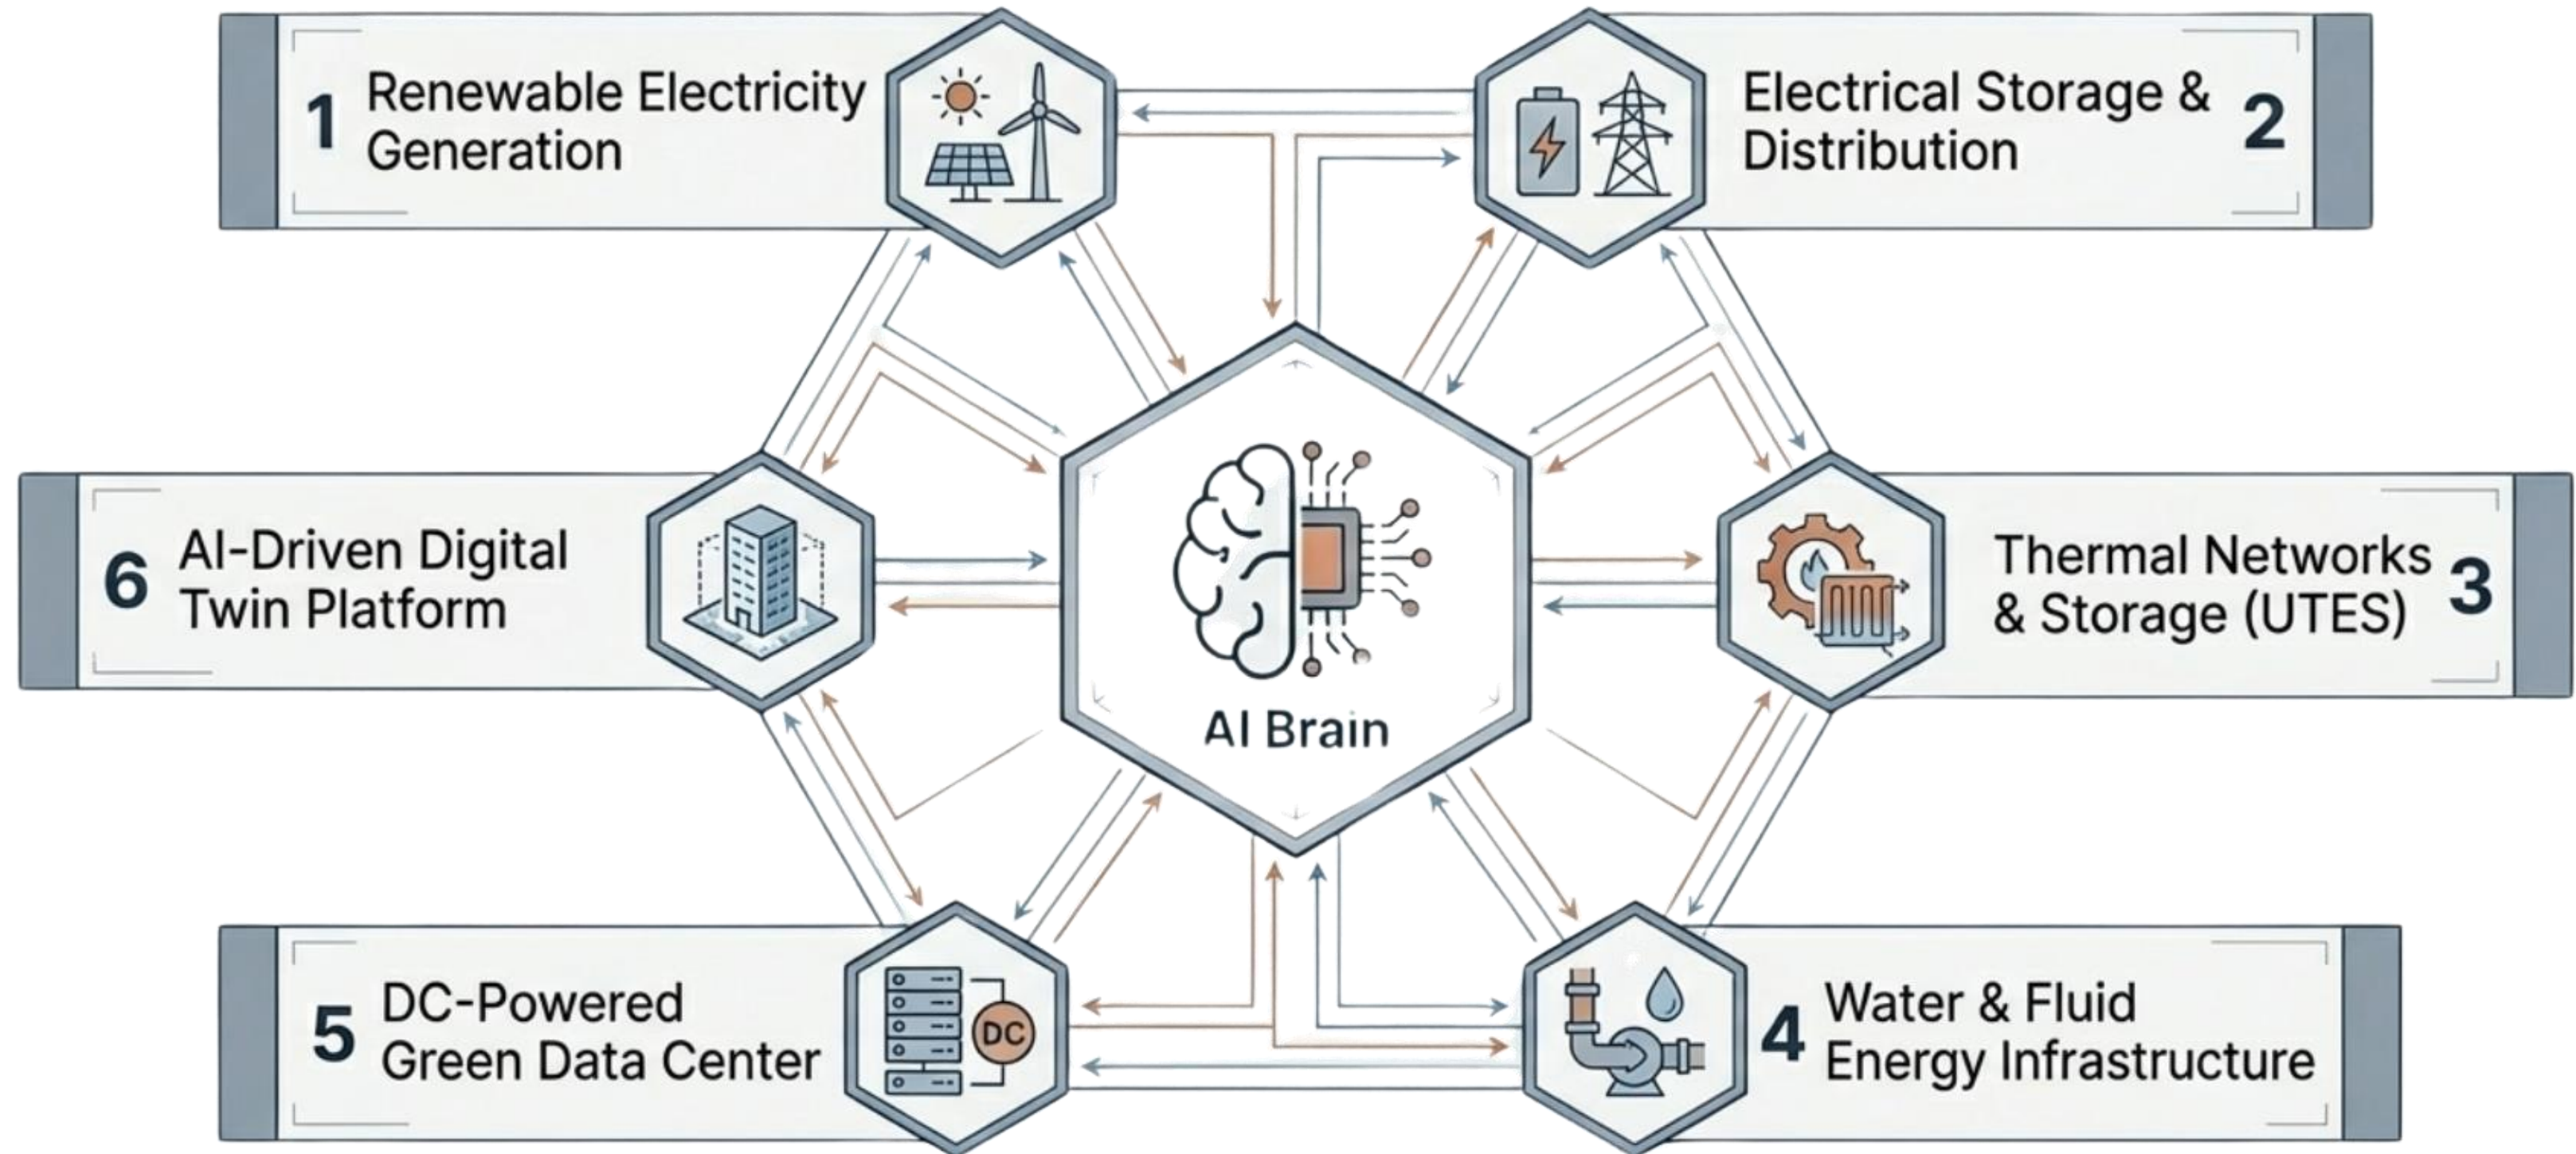 1
Renewable Electricity
Generation
Electrical Storage &
Distribution
2
6
AI-Driven Digital
Twin Platform
AI Brain
Thermal Networks
& Storage (UTES)
3
5
DC-Powered
Green Data Center
DC
4
Water & Fluid
Energy Infrastructure